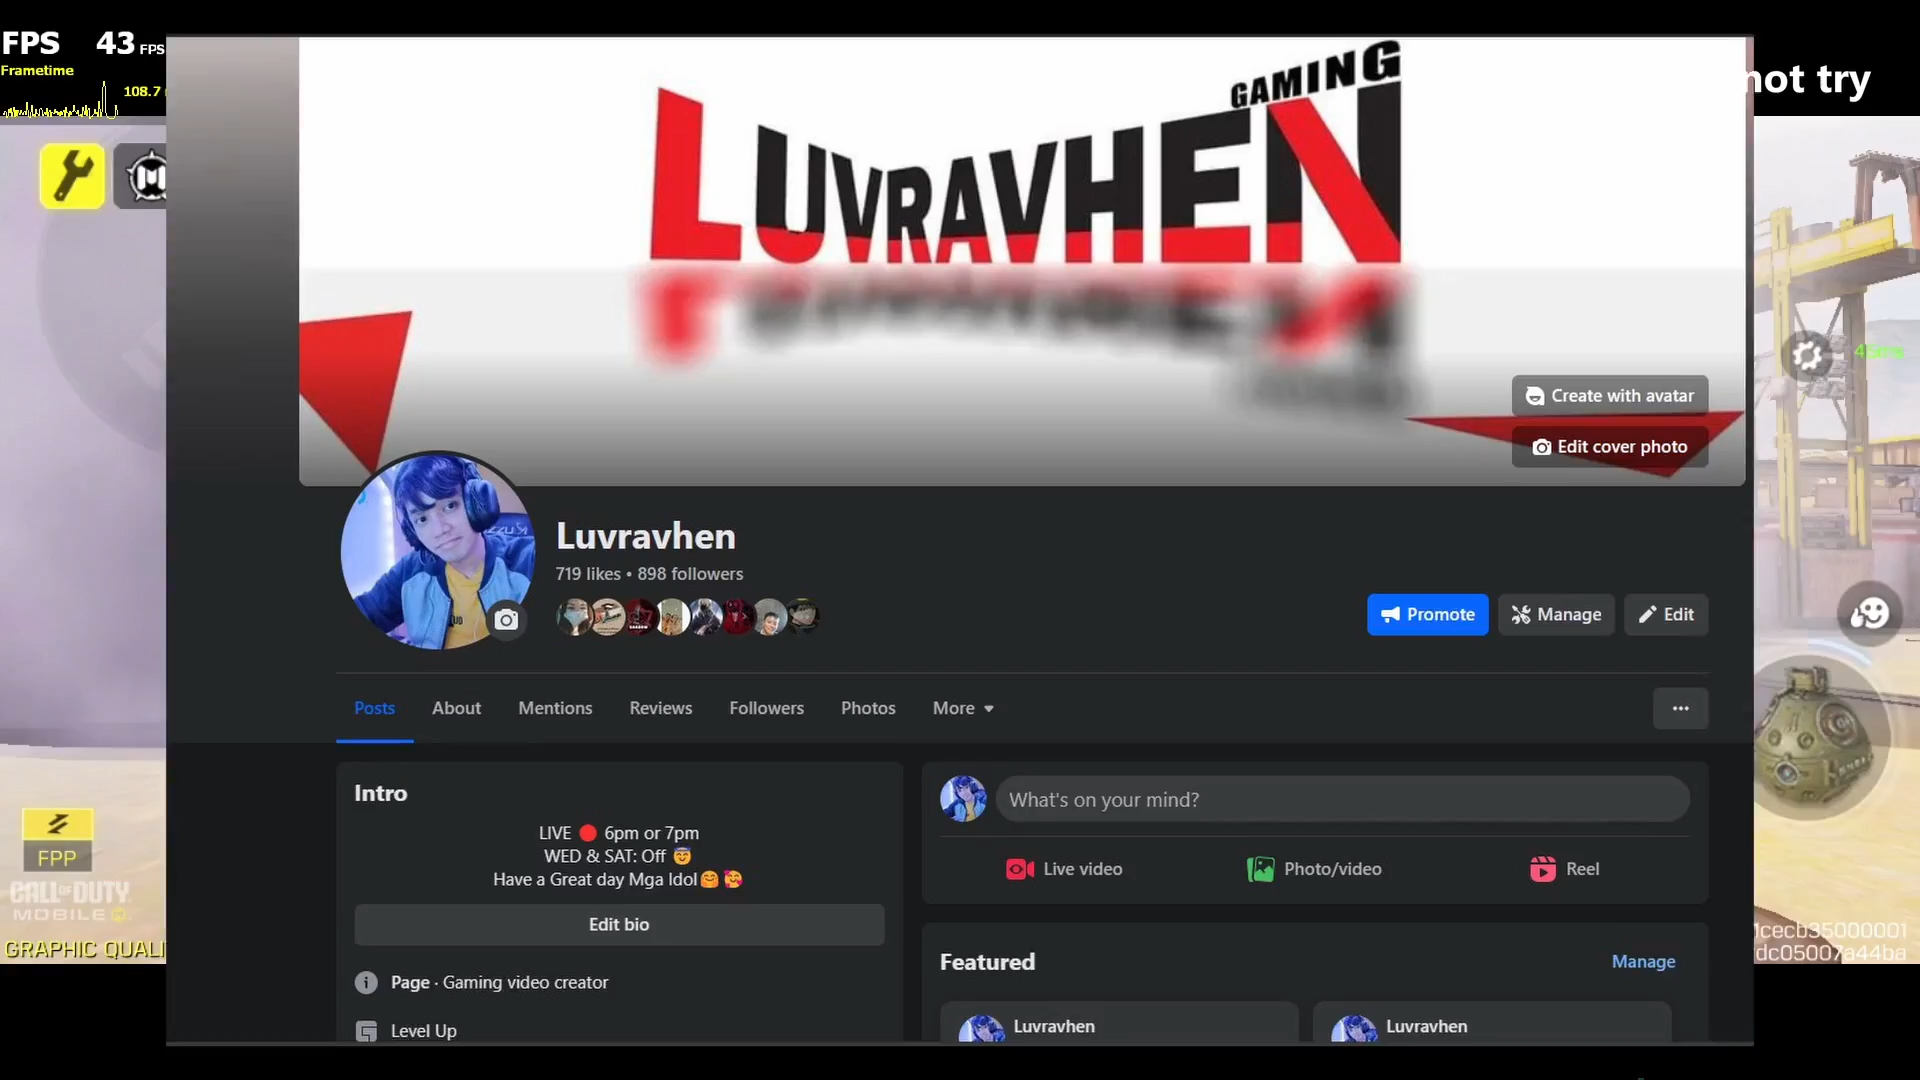 FPS 43 FPS
Frametime
108.7
not try
GAMING
LUVRAVHEN
Create with avatar
Edit cover photo
Luvravhen
719 likes • 898 followers
Promote
Manage
Edit
Posts
About
Mentions
Reviews
Followers
Photos
More
Intro
LIVE 🔴 6pm or 7pm
WED & SAT: Off 😇
Have a Great day Mga Idol🤗 🥰
Edit bio
Page · Gaming video creator
Level Up
What's on your mind?
Live video
Photo/video
Reel
Featured
Manage
Luvravhen
Luvravhen
FPP
CALL OF DUTY
MOBILE
GRAPHIC QUALI
cecb35000001
dc05007a44ba